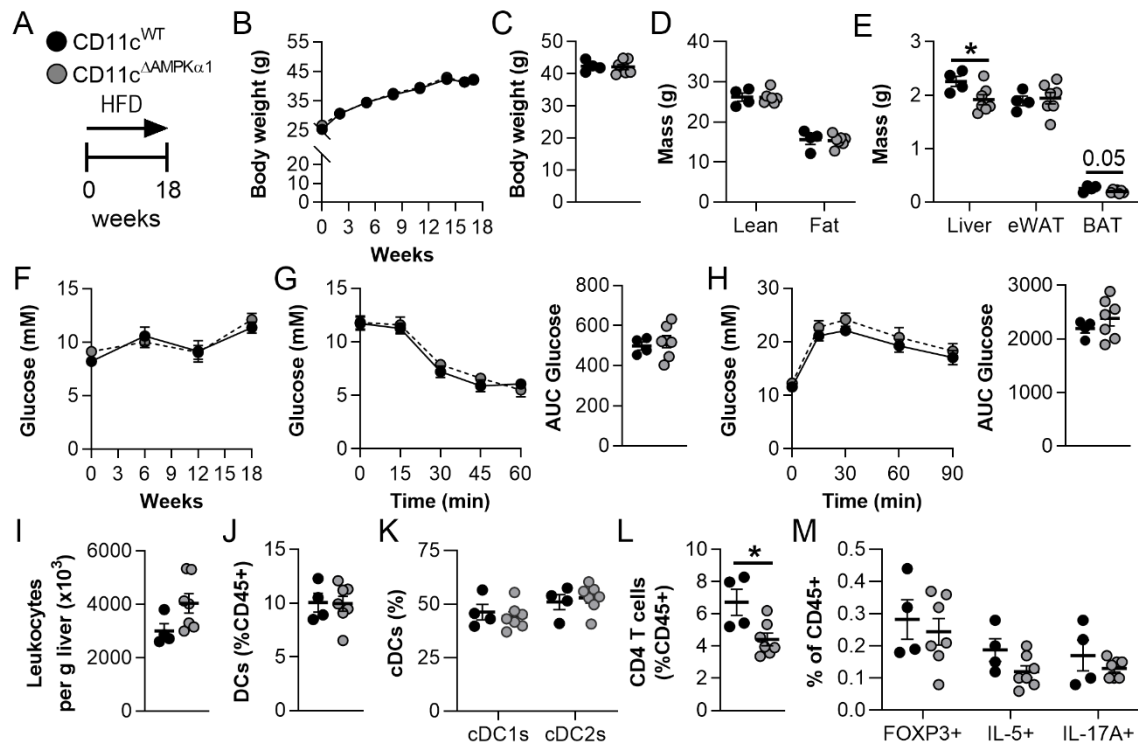 A
CD11c^WT
CD11c^ΔAMPKα1
HFD
0 18
weeks
B
Body weight (g)
55
45
35
25
20
10
0
0 3 6 9 12 15 18
Weeks
C
Body weight (g)
50
40
30
20
10
0
D
Mass (g)
40
30
20
10
0
Lean Fat
E
Mass (g)
3
2
1
0
*
0.05
Liver eWAT BAT
F
Glucose (mM)
15
10
5
0
0 3 6 9 12 15 18
Weeks
G
Glucose (mM)
15
10
5
0
0 15 30 45 60
Time (min)
AUC Glucose
800
600
400
200
0
H
Glucose (mM)
30
20
10
0
0 15 30 45 60 75 90
Time (min)
AUC Glucose
3000
2000
1000
0
I
Leukocytes
per g liver (x10³)
6000
4000
2000
0
J
DCs (%CD45+)
15
10
5
0
K
cDCs (%)
75
50
25
0
cDC1s cDC2s
L
CD4 T cells
(%CD45+)
10
8
6
4
2
0
*
M
% of CD45+
0.5
0.4
0.3
0.2
0.1
0.0
FOXP3+ IL-5+ IL-17A+